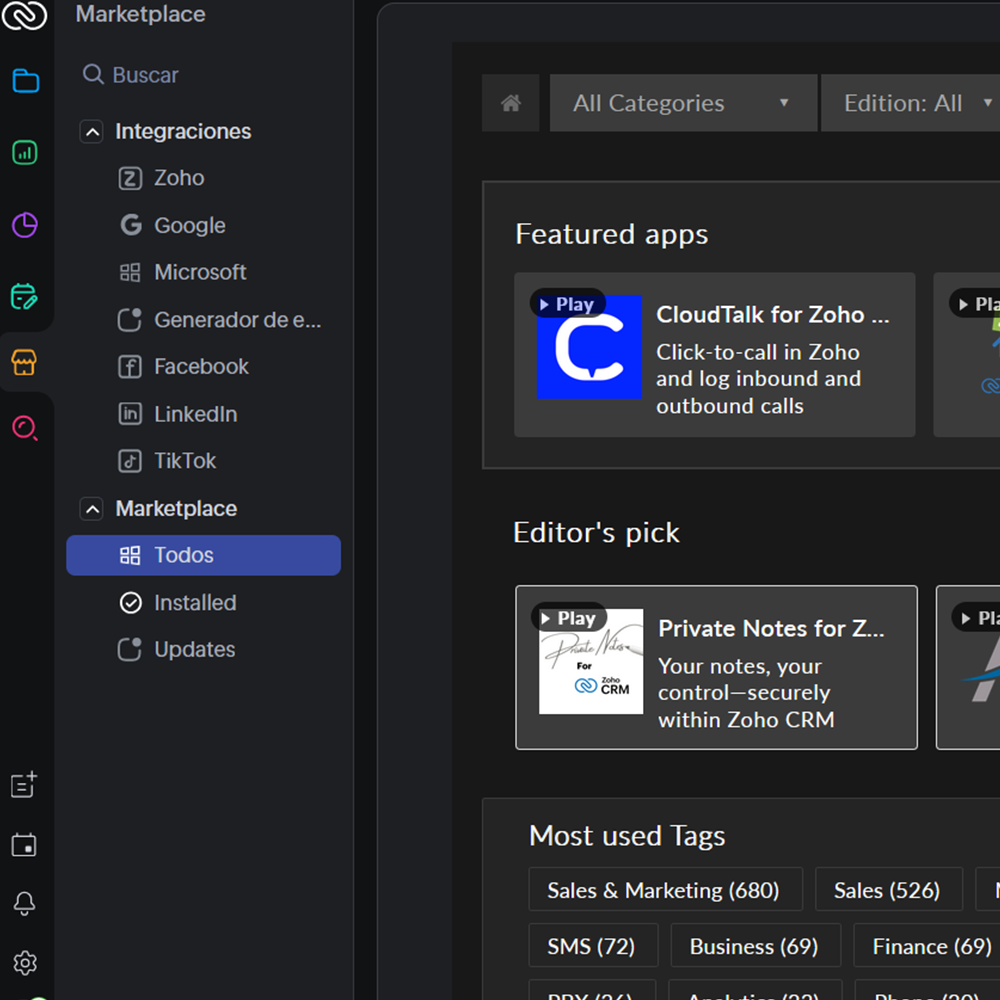 Marketplace
Buscar
Integraciones
Zoho
Google
Microsoft
Generador de e...
Facebook
LinkedIn
TikTok
Marketplace
Todos
Installed
Updates
All Categories
Edition: All
Featured apps
Play
CloudTalk for Zoho ...
Click-to-call in Zoho
and log inbound and
outbound calls
Pla
Editor's pick
Play
Private Notes
For
Zoho
CRM
Private Notes for Z...
Your notes, your
control—securely
within Zoho CRM
Pla
Most used Tags
Sales & Marketing (680)
Sales (526)
SMS (72)
Business (69)
Finance (69)